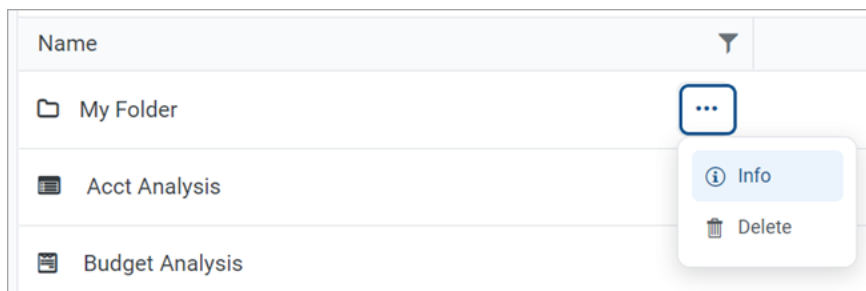 Name
My Folder
Acct Analysis
Info
Delete
Budget Analysis